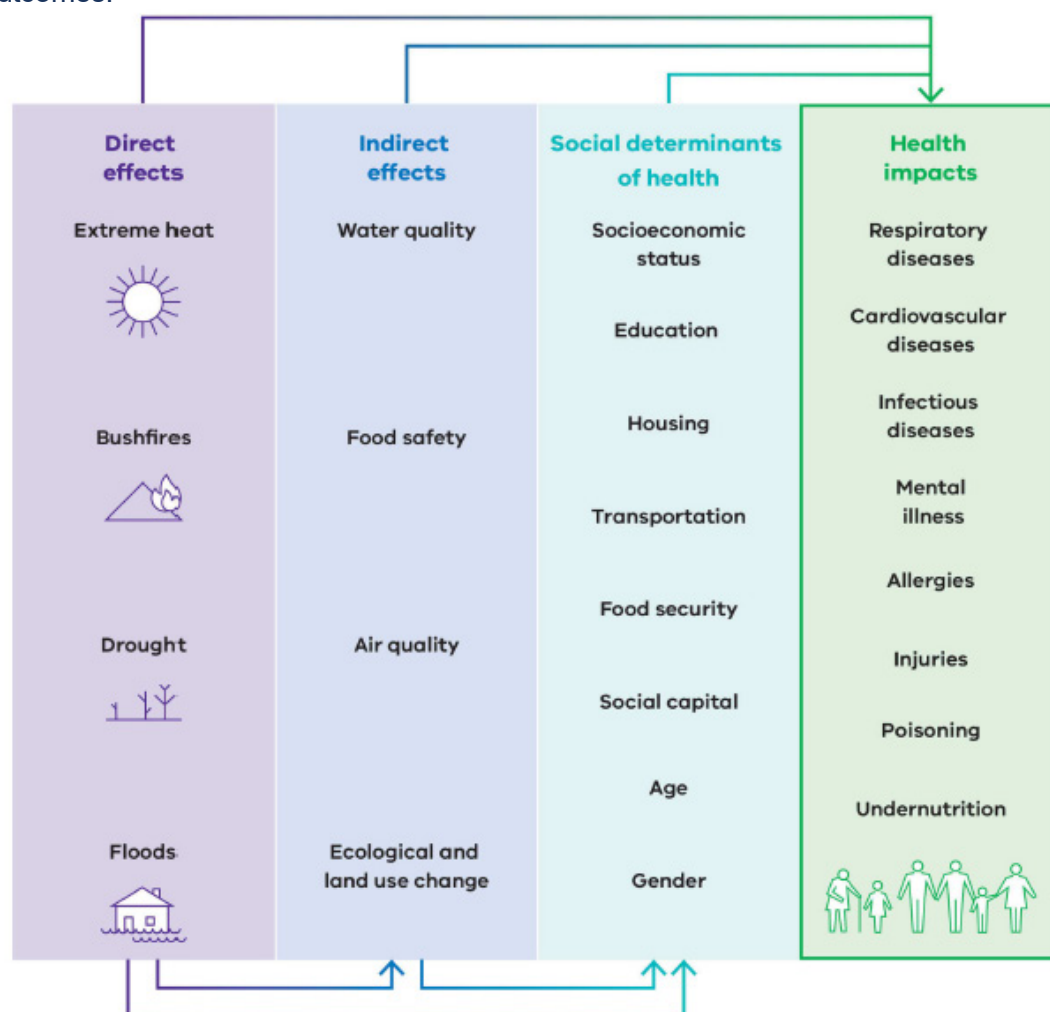 Direct
effects
Extreme heat
Bushfires
Drought
Floods
Indirect
effects
Water quality
Food safety
Air quality
Ecological and
land use change
Social determinants
of health
Socioeconomic
status
Education
Housing
Transportation
Food security
Social capital
Age
Gender
Health
impacts
Respiratory
diseases
Cardiovascular
diseases
Infectious
diseases
Mental
illness
Allergies
Injuries
Poisoning
Undernutrition